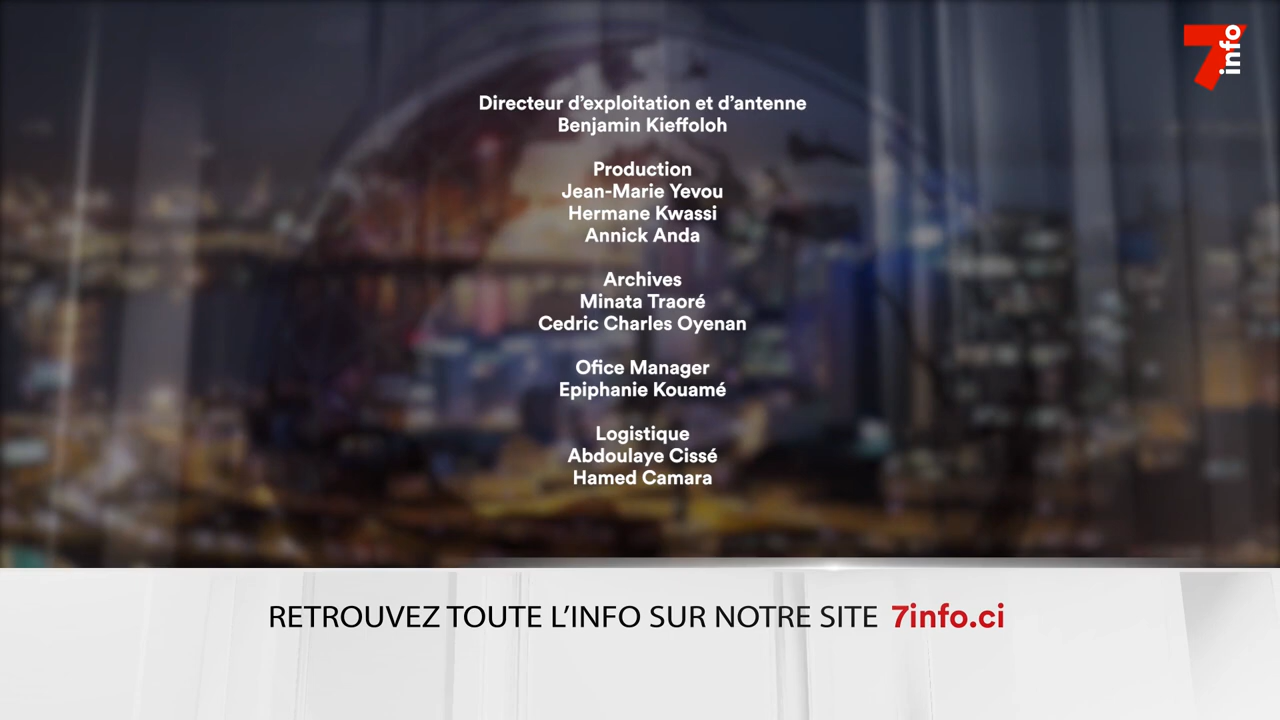 7info
Directeur d’exploitation et d’antenne
Benjamin Kieffoloh
Production
Jean-Marie Yevou
Hermane Kwassi
Annick Anda
Archives
Minata Traoré
Cedric Charles Oyenan
Ofice Manager
Epiphanie Kouamé
Logistique
Abdoulaye Cissé
Hamed Camara
RETROUVEZ TOUTE L’INFO SUR NOTRE SITE 7info.ci